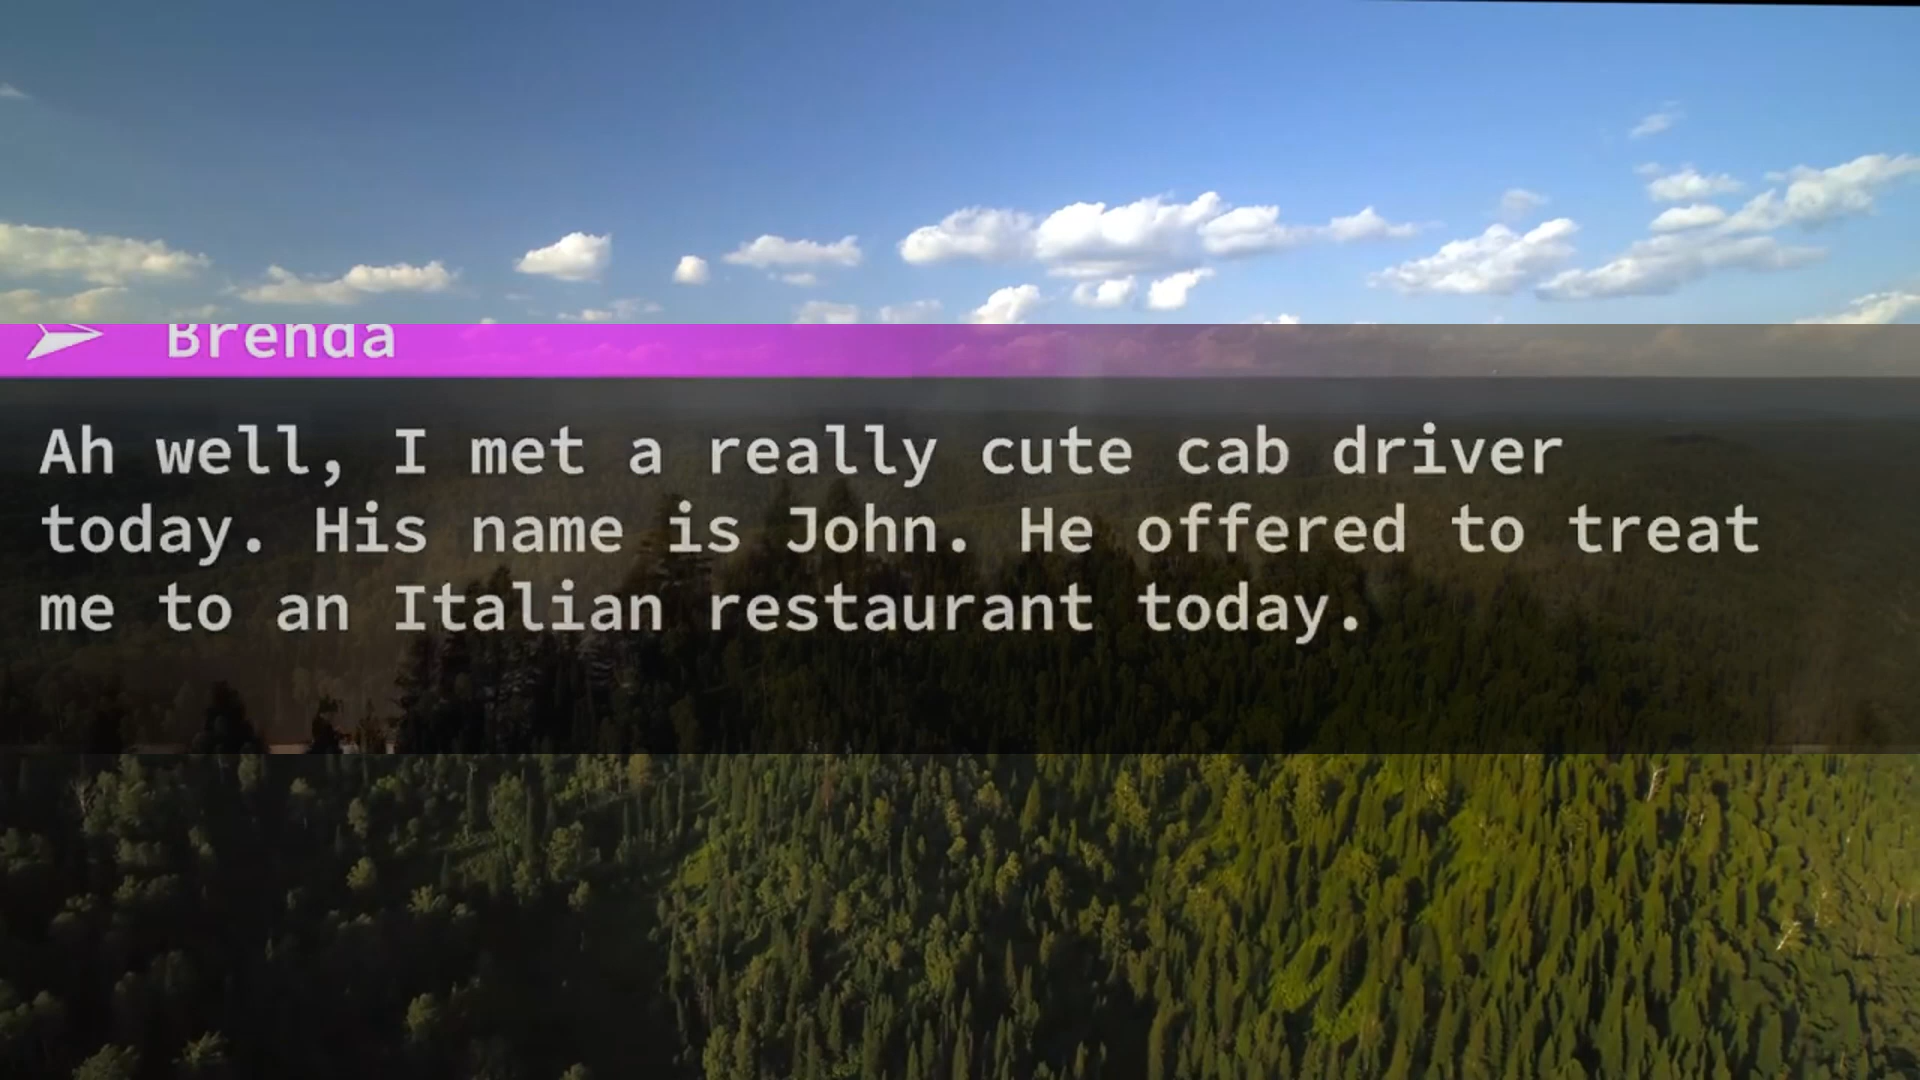 Brenda
Ah well, I met a really cute cab driver
today. His name is John. He offered to treat
me to an Italian restaurant today.